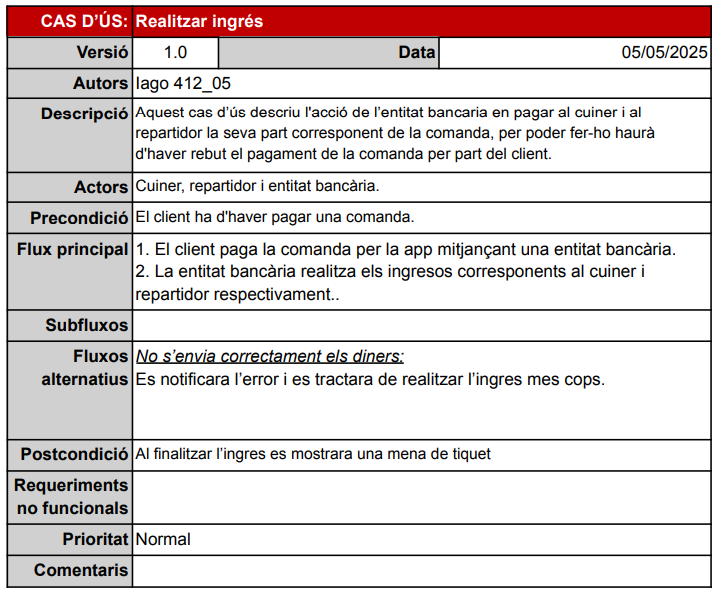 CAS D’ÚS: Realitzar ingrés
Versió 1.0 Data 05/05/2025
Autors Iago 412_05
Descripció Aquest cas d’ús descriu l'acció de l’entitat bancaria en pagar al cuiner i al
repartidor la seva part corresponent de la comanda, per poder fer-ho haurà
d'haver rebut el pagament de la comanda per part del client.
Actors Cuiner, repartidor i entitat bancària.
Precondició El client ha d'haver pagar una comanda.
Flux principal 1. El client paga la comanda per la app mitjançant una entitat bancària.
2. La entitat bancària realitza els ingresos corresponents al cuiner i
repartidor respectivament..
Subfluxos
Fluxos No s’envia correctament els diners:
alternatius Es notificara l’error i es tractara de realitzar l’ingres mes cops.
Postcondició Al finalitzar l’ingres es mostrara una mena de tiquet
Requeriments
no funcionals
Prioritat Normal
Comentaris